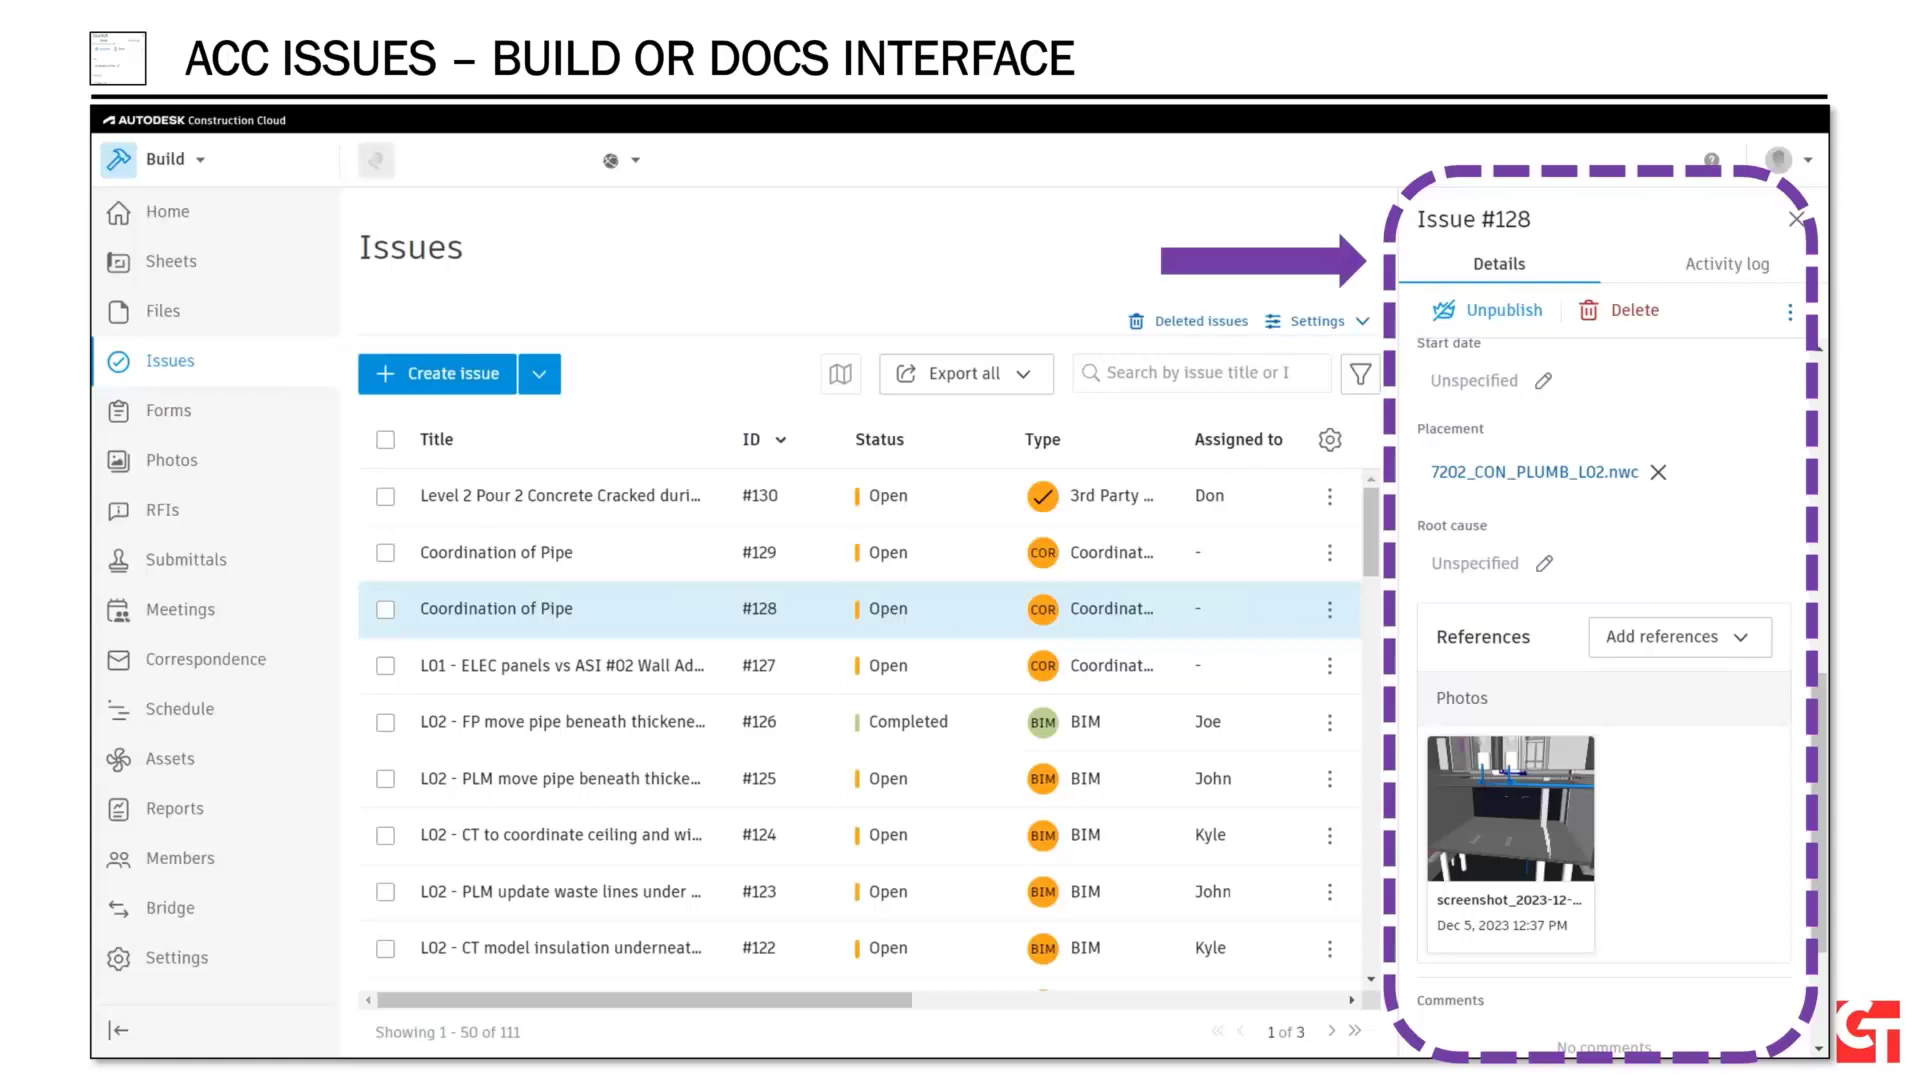 ACC ISSUES – BUILD OR DOCS INTERFACE
AUTODESK Construction Cloud
Build
Home
Sheets
Files
Issues
Forms
Photos
RFIs
Submittals
Meetings
Correspondence
Schedule
Assets
Reports
Members
Bridge
Settings
Issues
Deleted issues Settings
Create issue Export all Search by issue title or I
Title ID Status Type Assigned to
Level 2 Pour 2 Concrete Cracked duri... #130 Open 3rd Party ... Don
Coordination of Pipe #129 Open COR Coordinat... -
Coordination of Pipe #128 Open COR Coordinat... -
L01 - ELEC panels vs ASI #02 Wall Ad... #127 Open COR Coordinat... -
L02 - FP move pipe beneath thickene... #126 Completed BIM BIM Joe
L02 - PLM move pipe beneath thicke... #125 Open BIM BIM John
L02 - CT to coordinate ceiling and wi... #124 Open BIM BIM Kyle
L02 - PLM update waste lines under ... #123 Open BIM BIM John
L02 - CT model insulation underneat... #122 Open BIM BIM Kyle
Showing 1 - 50 of 111 1 of 3
Issue #128
Details Activity log
Unpublish Delete
Start date
Unspecified
Placement
7202_CON_PLUMB_L02.nwc
Root cause
Unspecified
References Add references
Photos
screenshot_2023-12-...
Dec 5, 2023 12:37 PM
Comments
No comments
GT